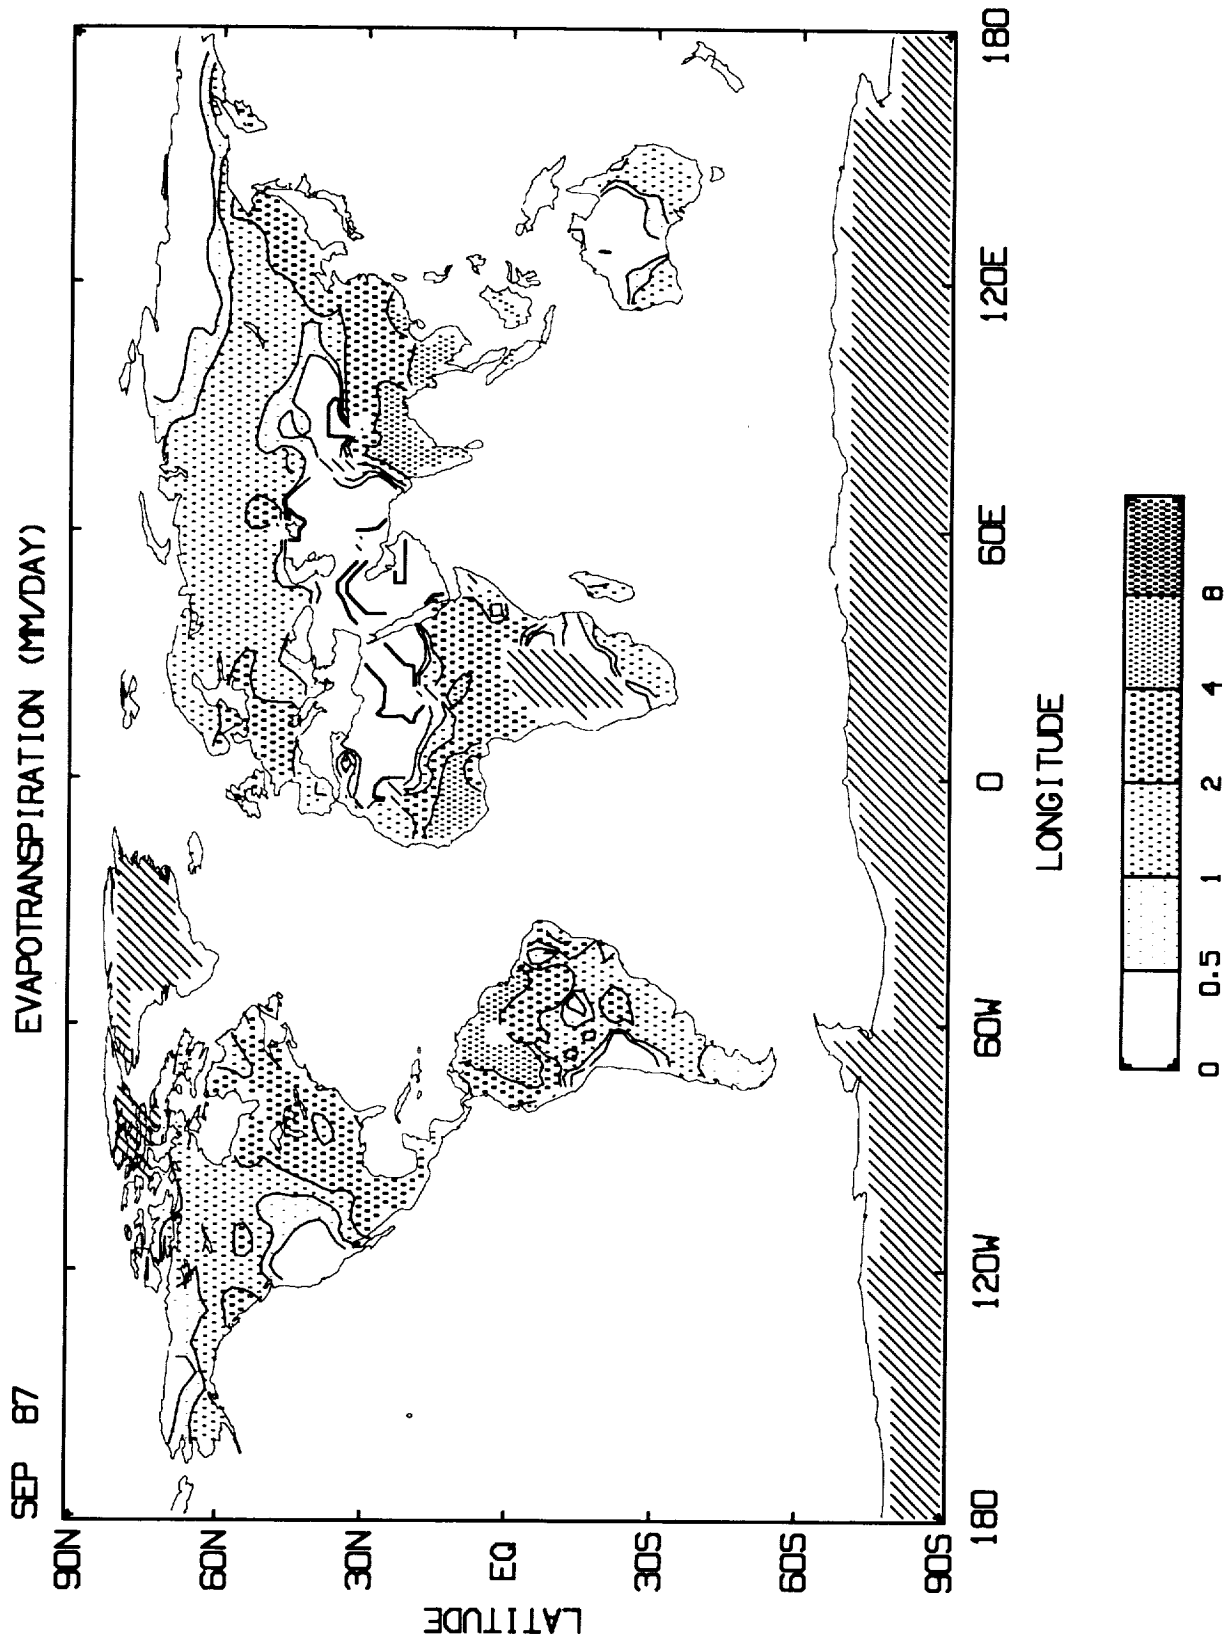 SEP 87
EVAPOTRANSPIRATION (MM/DAY)
90N
60N
30N
EQ
30S
60S
90S
LATITUDE
180
120W
60W
0
60E
120E
180
LONGITUDE
0
0.5
1
2
4
8